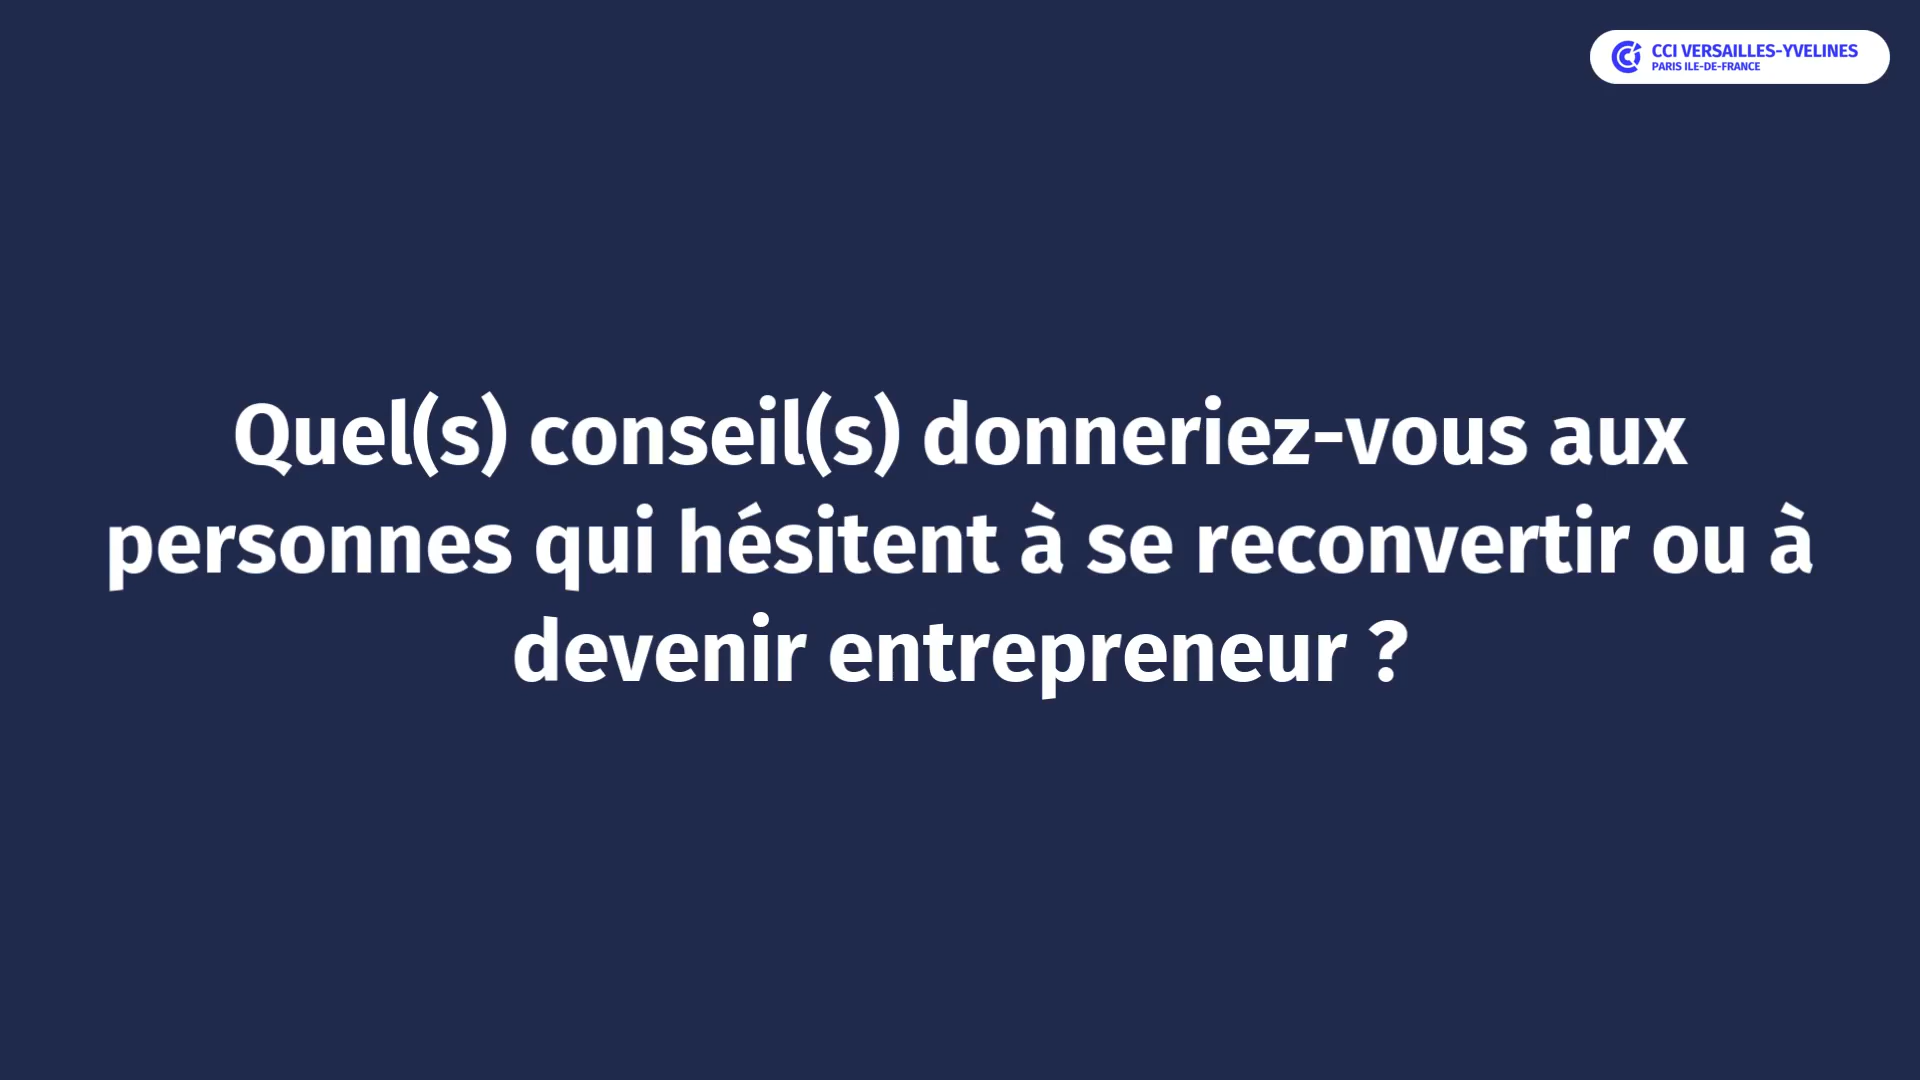 CCI VERSAILLES-YVELINES
PARIS ILE-DE-FRANCE
Quel(s) conseil(s) donneriez-vous aux
personnes qui hésitent à se reconvertir ou à
devenir entrepreneur ?